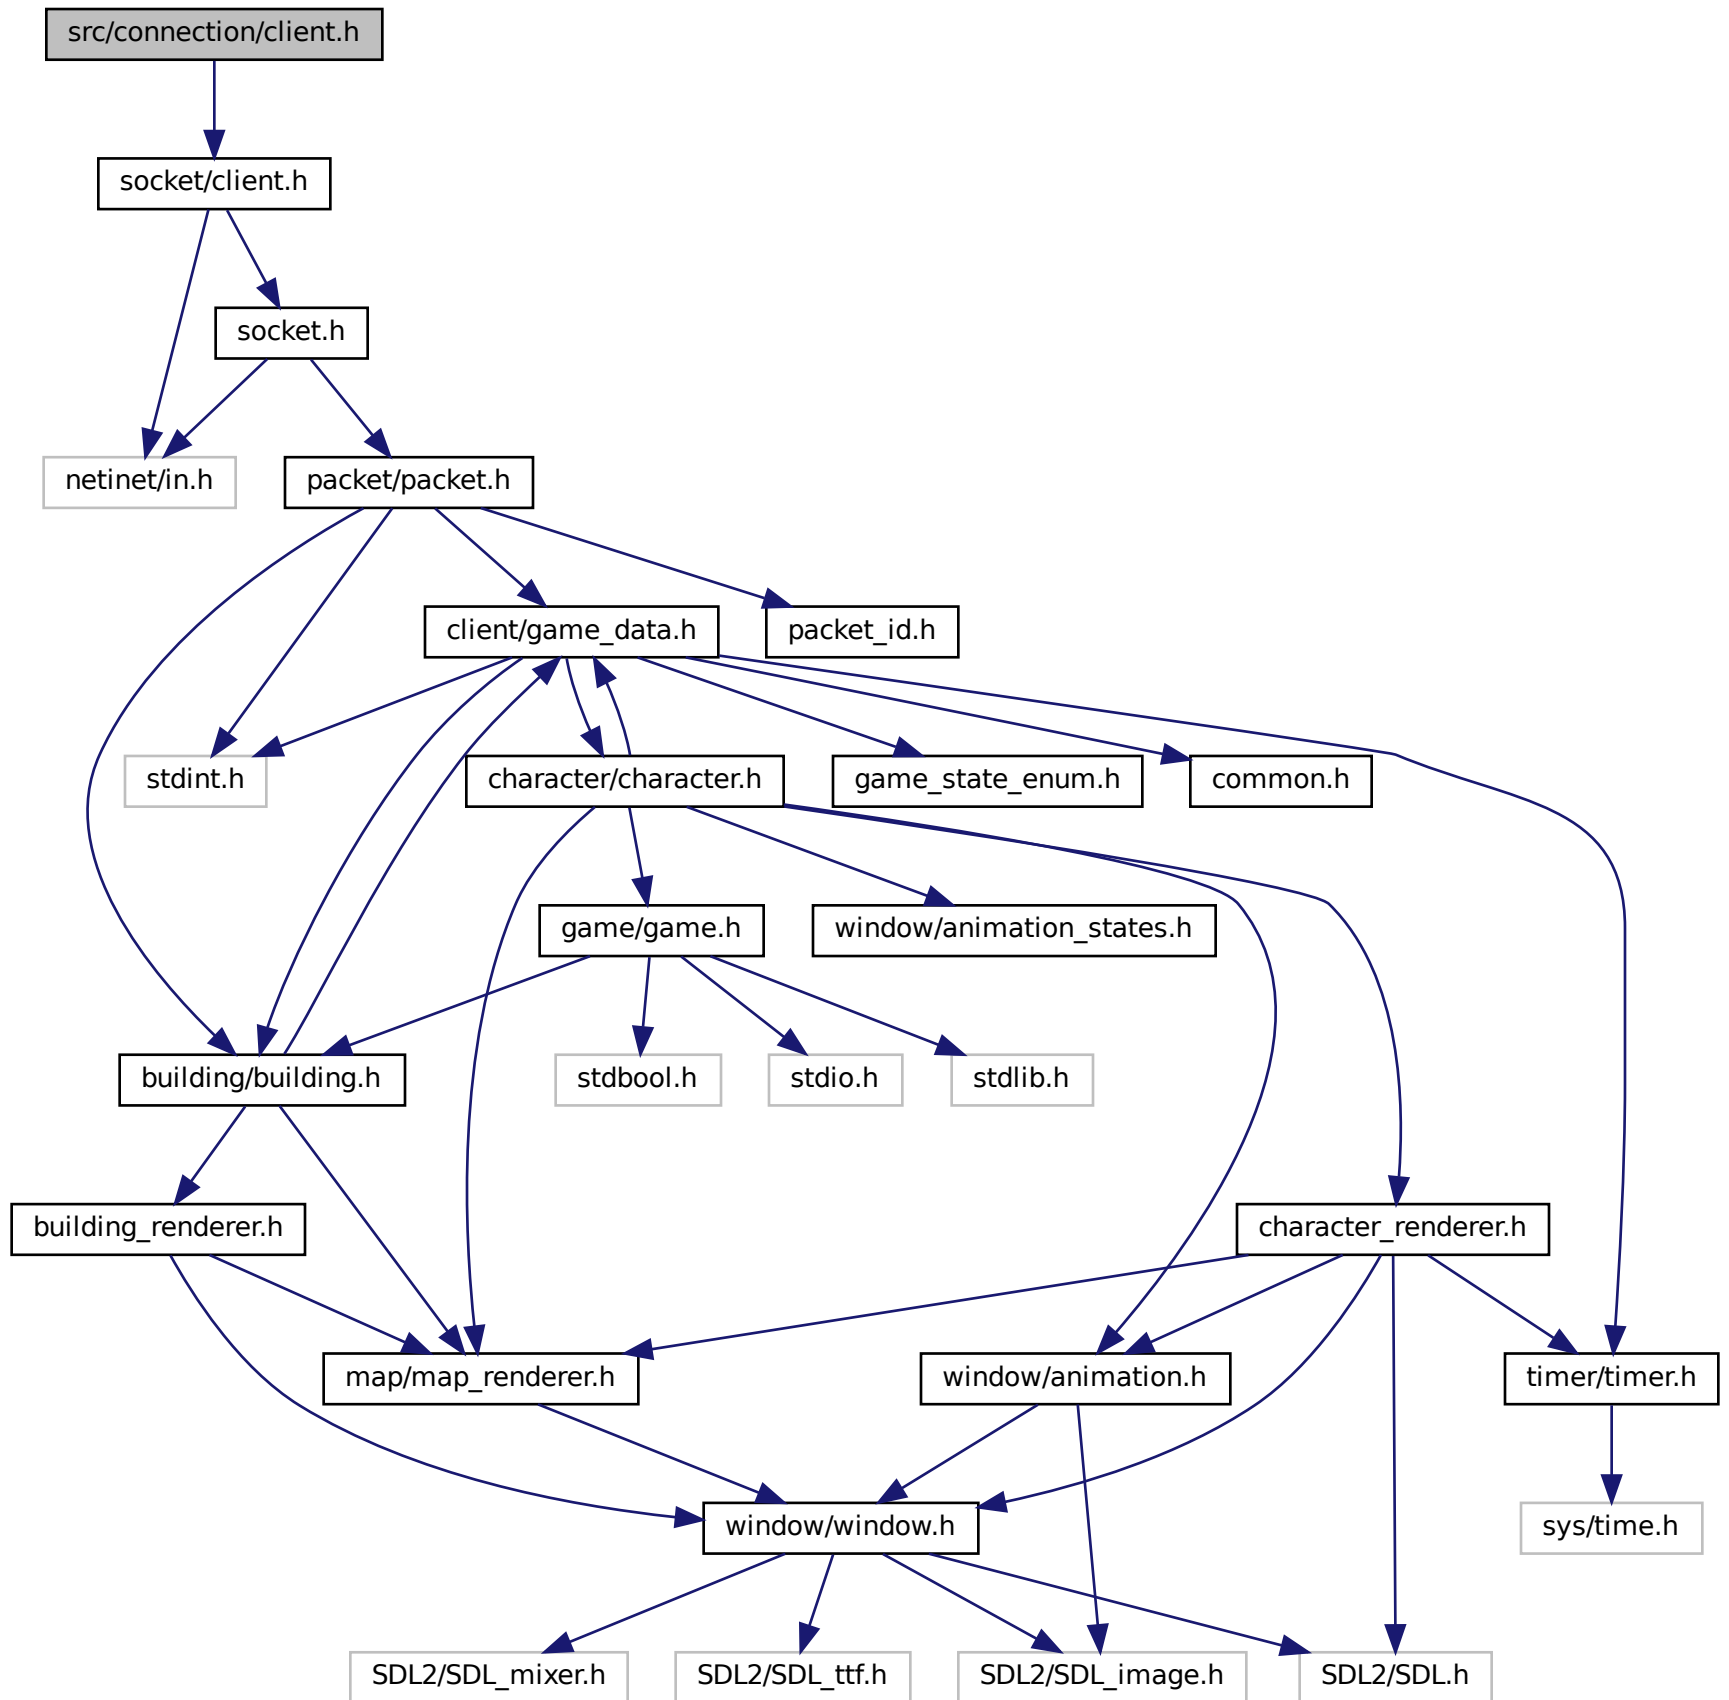 src/connection/client.h
socket/client.h
socket.h
netinet/in.h
packet/packet.h
client/game_data.h
packet_id.h
stdint.h
character/character.h
game_state_enum.h
common.h
game/game.h
window/animation_states.h
building/building.h
stdbool.h
stdio.h
stdlib.h
building_renderer.h
character_renderer.h
map/map_renderer.h
window/animation.h
timer/timer.h
window/window.h
sys/time.h
SDL2/SDL_mixer.h
SDL2/SDL_ttf.h
SDL2/SDL_image.h
SDL2/SDL.h